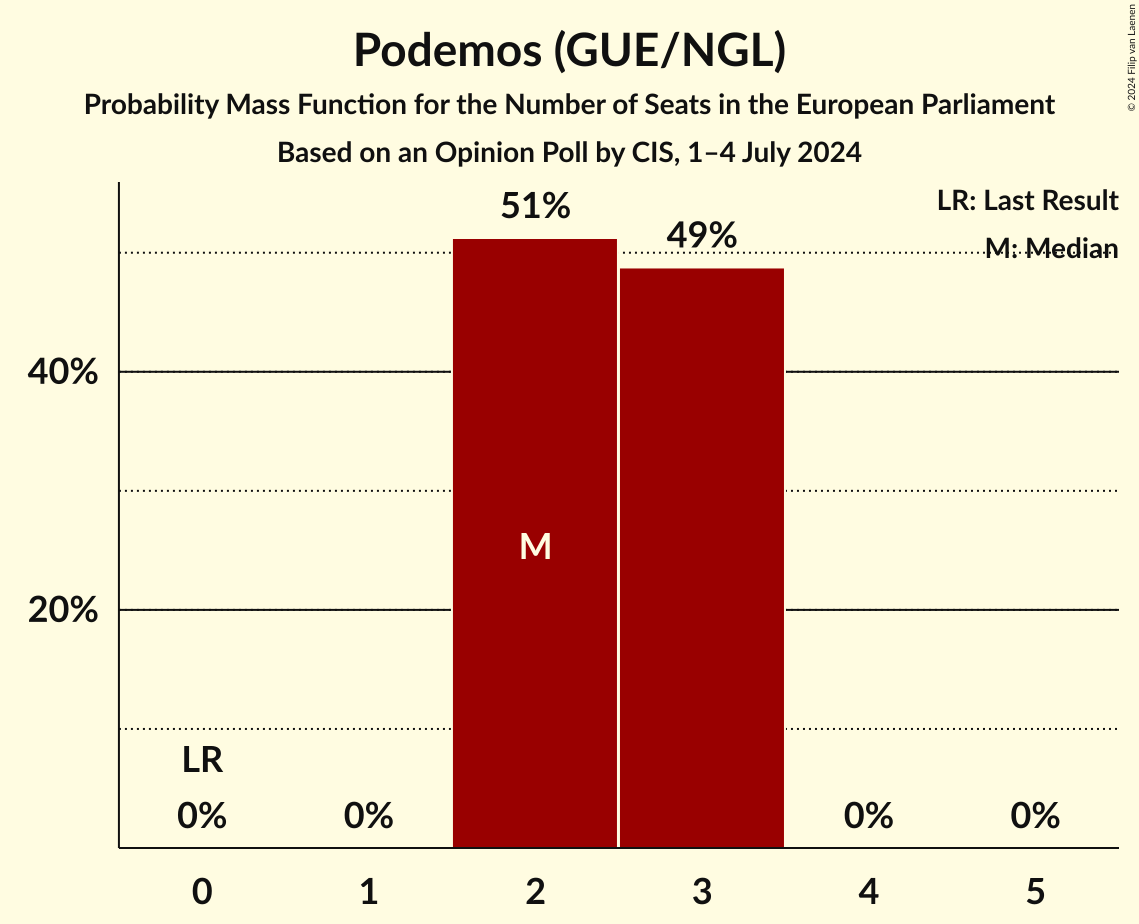 Podemos (GUE/NGL)
Probability Mass Function for the Number of Seats in the European Parliament
Based on an Opinion Poll by CIS, 1–4 July 2024
© 2024 Filip van Laenen
LR: Last Result
M: Median
51%
49%
40%
20%
M
LR
0%
0%
0%
0%
0
1
2
3
4
5